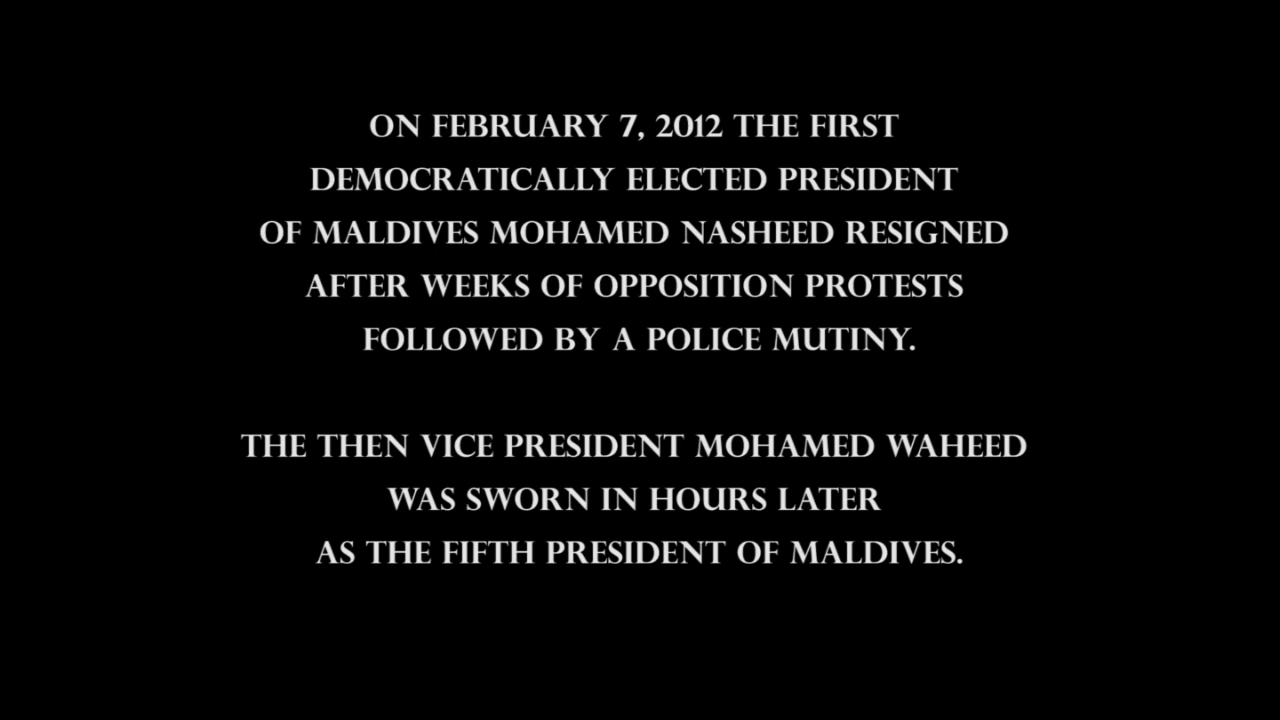 ON FEBRUARY 7, 2012 THE FIRST
DEMOCRATICALLY ELECTED PRESIDENT
OF MALDIVES MOHAMED NASHEED RESIGNED
AFTER WEEKS OF OPPOSITION PROTESTS
FOLLOWED BY A POLICE MUTINY.
THE THEN VICE PRESIDENT MOHAMED WAHEED
WAS SWORN IN HOURS LATER
AS THE FIFTH PRESIDENT OF MALDIVES.